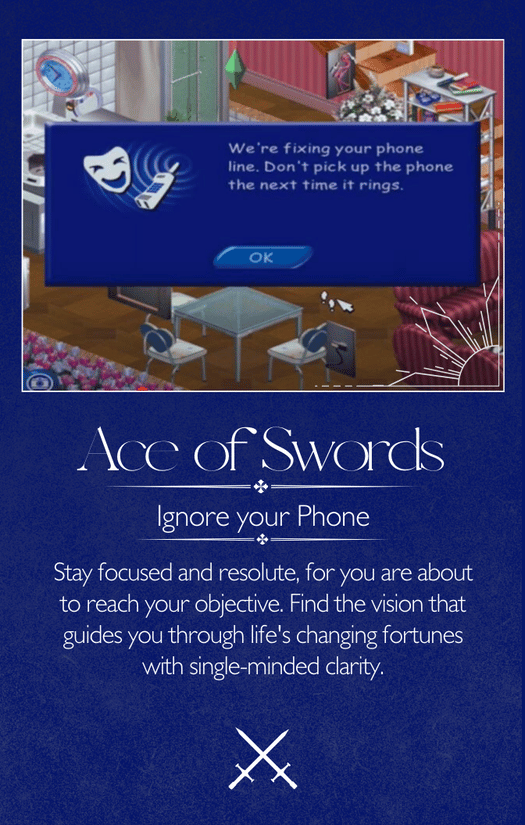 We're fixing your phone
line. Don't pick up the phone
the next time it rings.
OK
Ace of Swords
Ignore your Phone
Stay focused and resolute, for you are about
to reach your objective. Find the vision that
guides you through life's changing fortunes
with single-minded clarity.